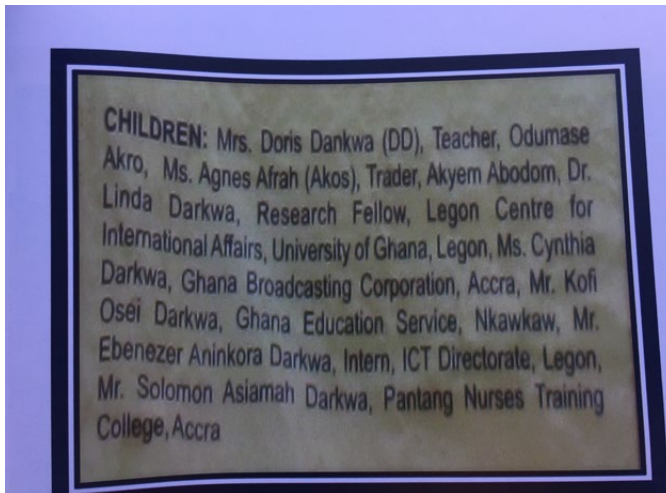 CHILDREN: Mrs. Doris Dankwa (DD), Teacher, Odumase
Akro, Ms. Agnes Afrah (Akos), Trader, Akyem Abodom, Dr.
Linda Darkwa, Research Fellow, Legon Centre for
International Affairs, University of Ghana, Legon, Ms. Cynthia
Darkwa, Ghana Broadcasting Corporation, Accra, Mr. Kofi
Osei Darkwa, Ghana Education Service, Nkawkaw, Mr.
Ebenezer Aninkora Darkwa, Intern, ICT Directorate, Legon,
Mr. Solomon Asiamah Darkwa, Pantang Nurses Training
College, Accra